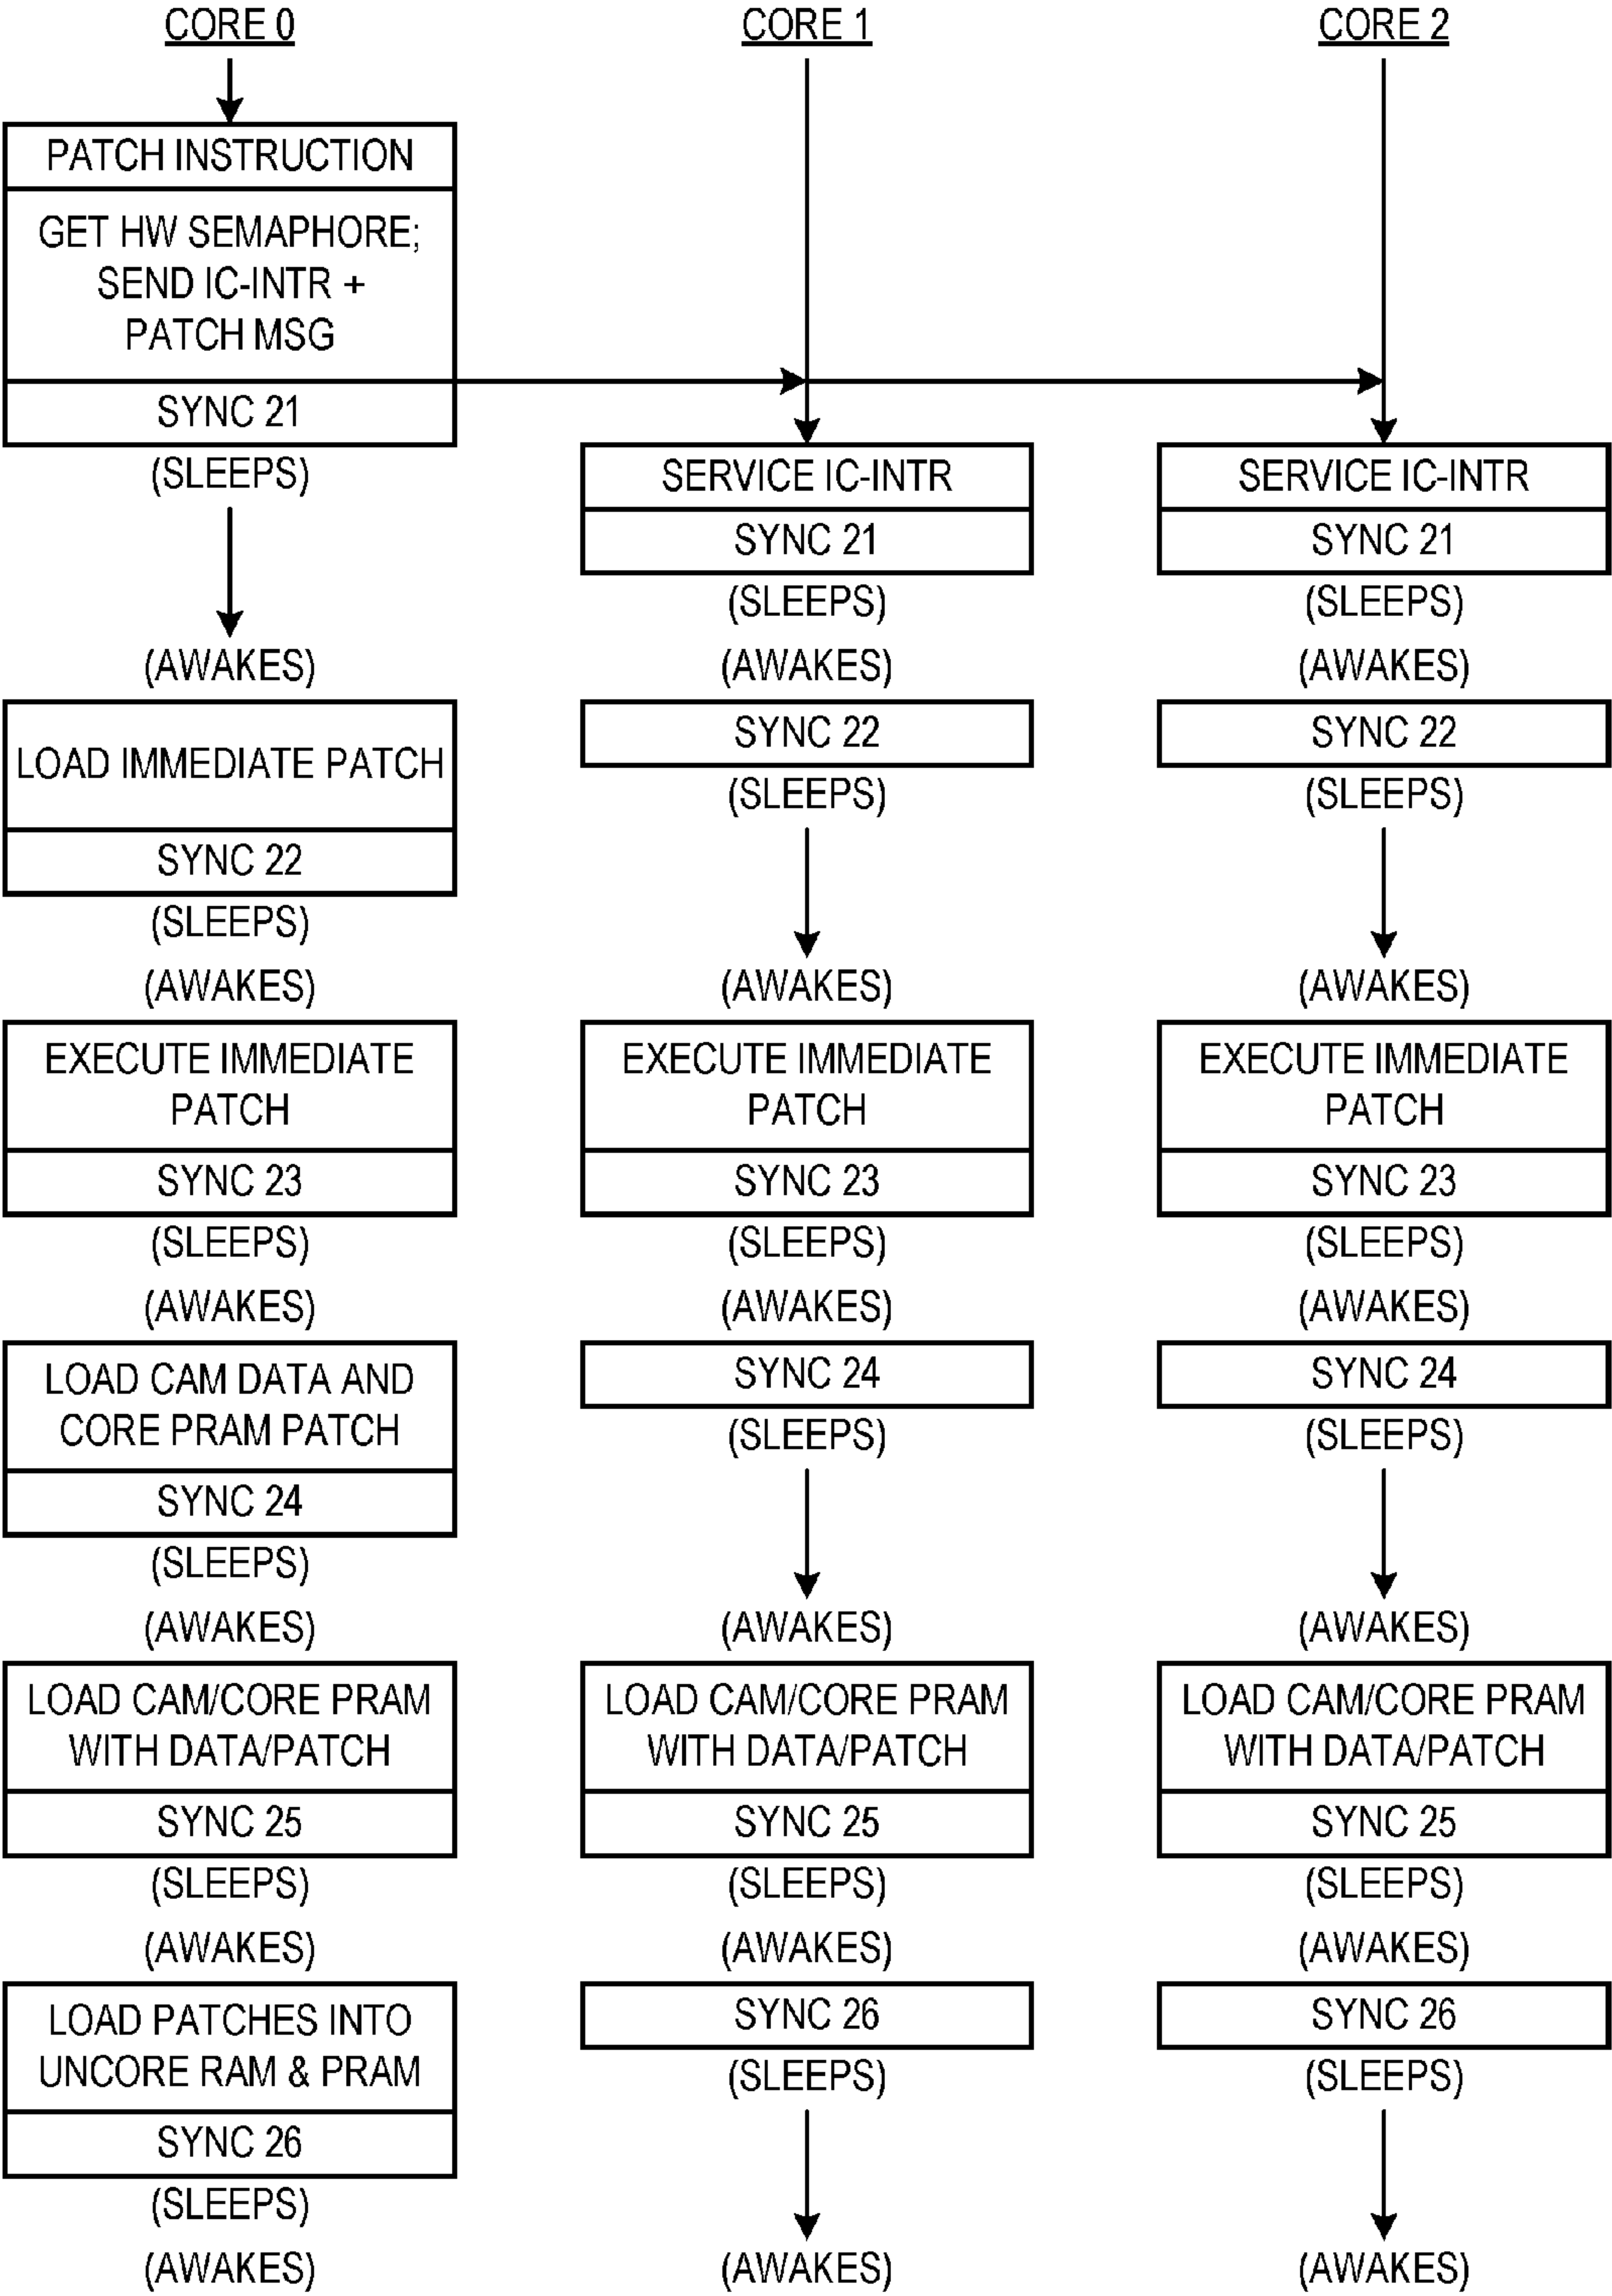 CORE 0
CORE 1
CORE 2
PATCH INSTRUCTION
GET HW SEMAPHORE;
SEND IC-INTR +
PATCH MSG
SYNC 21
(SLEEPS)
SERVICE IC-INTR
SERVICE IC-INTR
SYNC 21
SYNC 21
(SLEEPS)
(SLEEPS)
(AWAKES)
(AWAKES)
(AWAKES)
LOAD IMMEDIATE PATCH
SYNC 22
SYNC 22
(SLEEPS)
(SLEEPS)
SYNC 22
(SLEEPS)
(AWAKES)
(AWAKES)
(AWAKES)
EXECUTE IMMEDIATE
PATCH
EXECUTE IMMEDIATE
PATCH
EXECUTE IMMEDIATE
PATCH
SYNC 23
SYNC 23
SYNC 23
(SLEEPS)
(SLEEPS)
(SLEEPS)
(AWAKES)
(AWAKES)
(AWAKES)
LOAD CAM DATA AND
CORE PRAM PATCH
SYNC 24
SYNC 24
(SLEEPS)
(SLEEPS)
SYNC 24
(SLEEPS)
(AWAKES)
(AWAKES)
(AWAKES)
LOAD CAM/CORE PRAM
WITH DATA/PATCH
LOAD CAM/CORE PRAM
WITH DATA/PATCH
LOAD CAM/CORE PRAM
WITH DATA/PATCH
SYNC 25
SYNC 25
SYNC 25
(SLEEPS)
(SLEEPS)
(SLEEPS)
(AWAKES)
(AWAKES)
(AWAKES)
LOAD PATCHES INTO
UNCORE RAM & PRAM
SYNC 26
SYNC 26
(SLEEPS)
(SLEEPS)
SYNC 26
(SLEEPS)
(AWAKES)
(AWAKES)
(AWAKES)